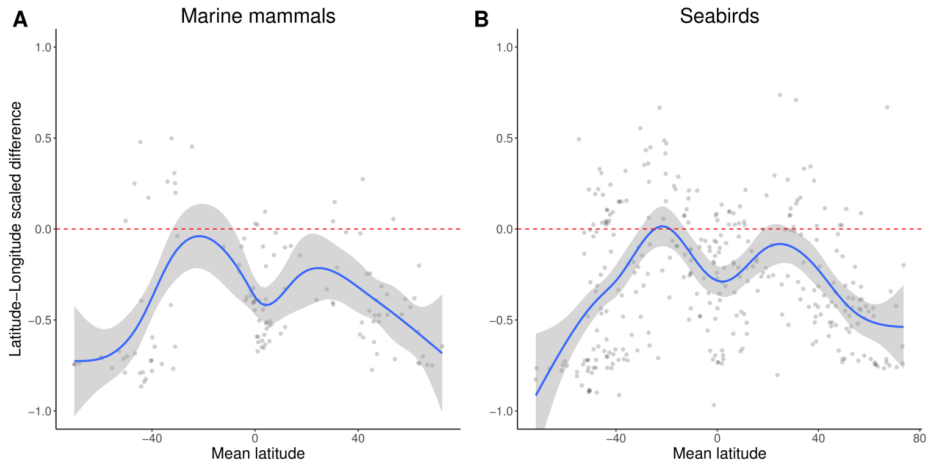 A
Marine mammals
B
Seabirds
Latitude−Longitude scaled difference
1.0
0.5
0.0
−0.5
−1.0
−40
0
40
Mean latitude
1.0
0.5
0.0
−0.5
−1.0
−40
0
40
80
Mean latitude